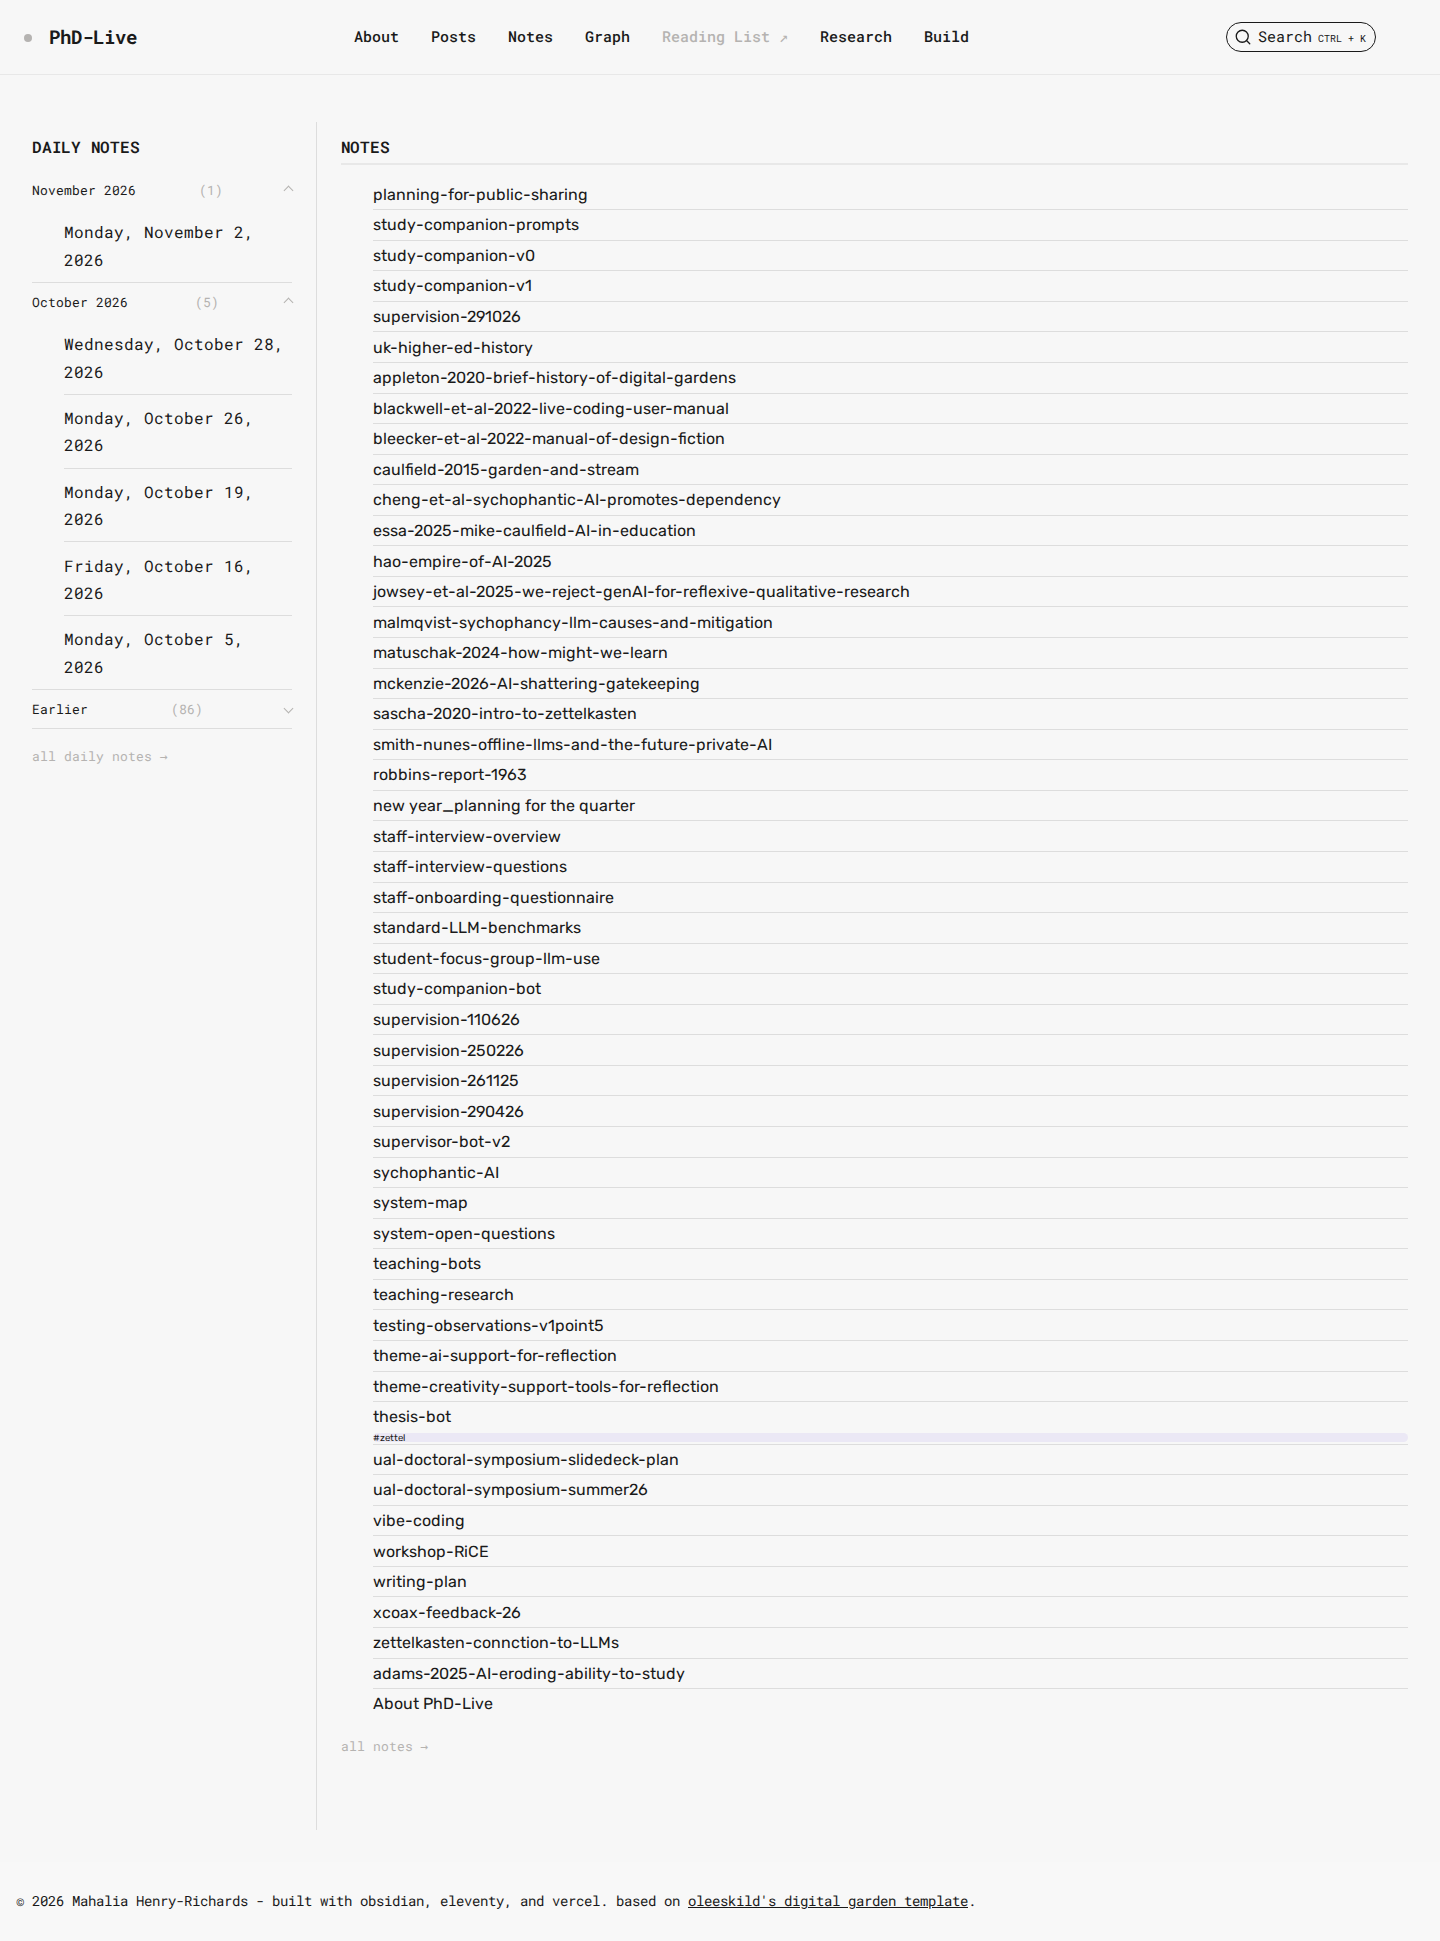 PhD-Live
About Posts Notes Graph Reading List ↗ Research Build
Search CTRL + K
DAILY NOTES
November 2026 (1)
Monday, November 2,
2026
October 2026 (5)
Wednesday, October 28,
2026
Monday, October 26,
2026
Monday, October 19,
2026
Friday, October 16,
2026
Monday, October 5,
2026
Earlier (86)
all daily notes →
NOTES
planning-for-public-sharing
study-companion-prompts
study-companion-v0
study-companion-v1
supervision-291026
uk-higher-ed-history
appleton-2020-brief-history-of-digital-gardens
blackwell-et-al-2022-live-coding-user-manual
bleecker-et-al-2022-manual-of-design-fiction
caulfield-2015-garden-and-stream
cheng-et-al-sychophantic-AI-promotes-dependency
essa-2025-mike-caulfield-AI-in-education
hao-empire-of-AI-2025
jowsey-et-al-2025-we-reject-genAI-for-reflexive-qualitative-research
malmqvist-sychophancy-llm-causes-and-mitigation
matuschak-2024-how-might-we-learn
mckenzie-2026-AI-shattering-gatekeeping
sascha-2020-intro-to-zettelkasten
smith-nunes-offline-llms-and-the-future-private-AI
robbins-report-1963
new year_planning for the quarter
staff-interview-overview
staff-interview-questions
staff-onboarding-questionnaire
standard-LLM-benchmarks
student-focus-group-llm-use
study-companion-bot
supervision-110626
supervision-250226
supervision-261125
supervision-290426
supervisor-bot-v2
sychophantic-AI
system-map
system-open-questions
teaching-bots
teaching-research
testing-observations-v1point5
theme-ai-support-for-reflection
theme-creativity-support-tools-for-reflection
thesis-bot
#zettel
ual-doctoral-symposium-slidedeck-plan
ual-doctoral-symposium-summer26
vibe-coding
workshop-RiCE
writing-plan
xcoax-feedback-26
zettelkasten-connction-to-LLMs
adams-2025-AI-eroding-ability-to-study
About PhD-Live
all notes →
© 2026 Mahalia Henry-Richards - built with obsidian, eleventy, and vercel. based on oleeskild's digital garden template.